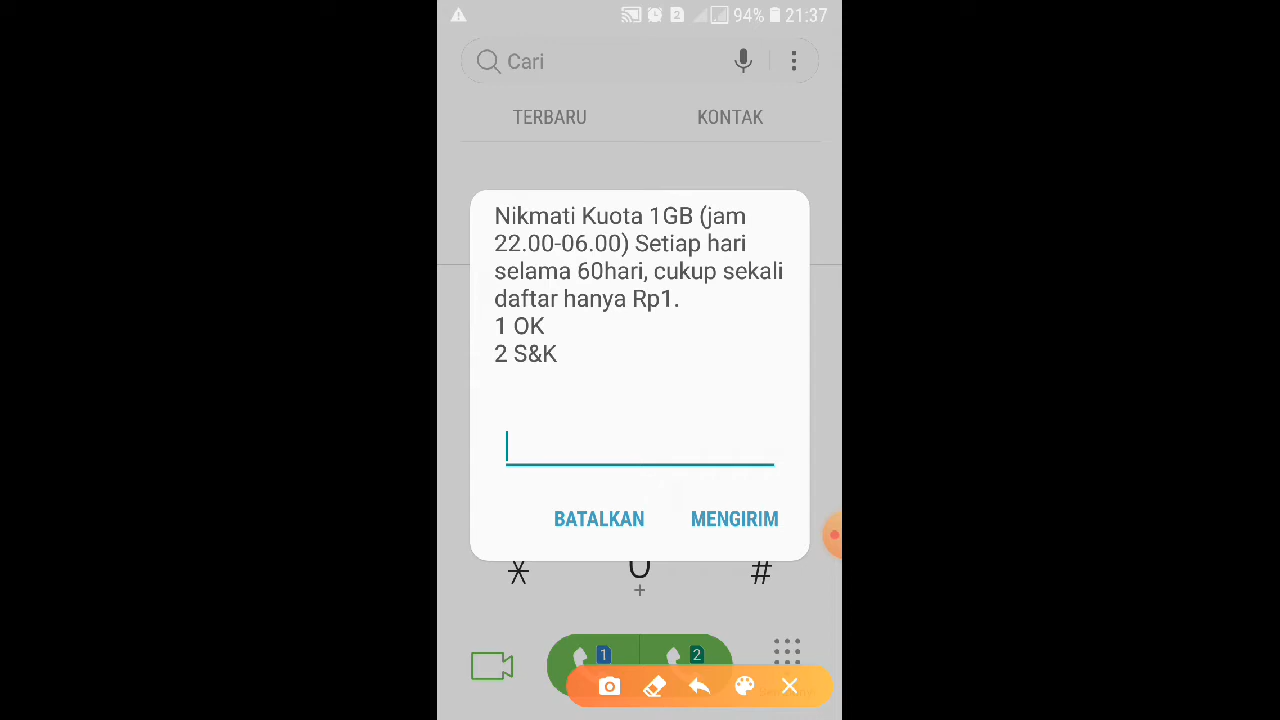 2 94% 21:37
Cari
TERBARU KONTAK
Nikmati Kuota 1GB (jam
22.00-06.00) Setiap hari
selama 60hari, cukup sekali
daftar hanya Rp1.
1 OK
2 S&K
BATALKAN MENGIRIM
* 0 #
+
1 2